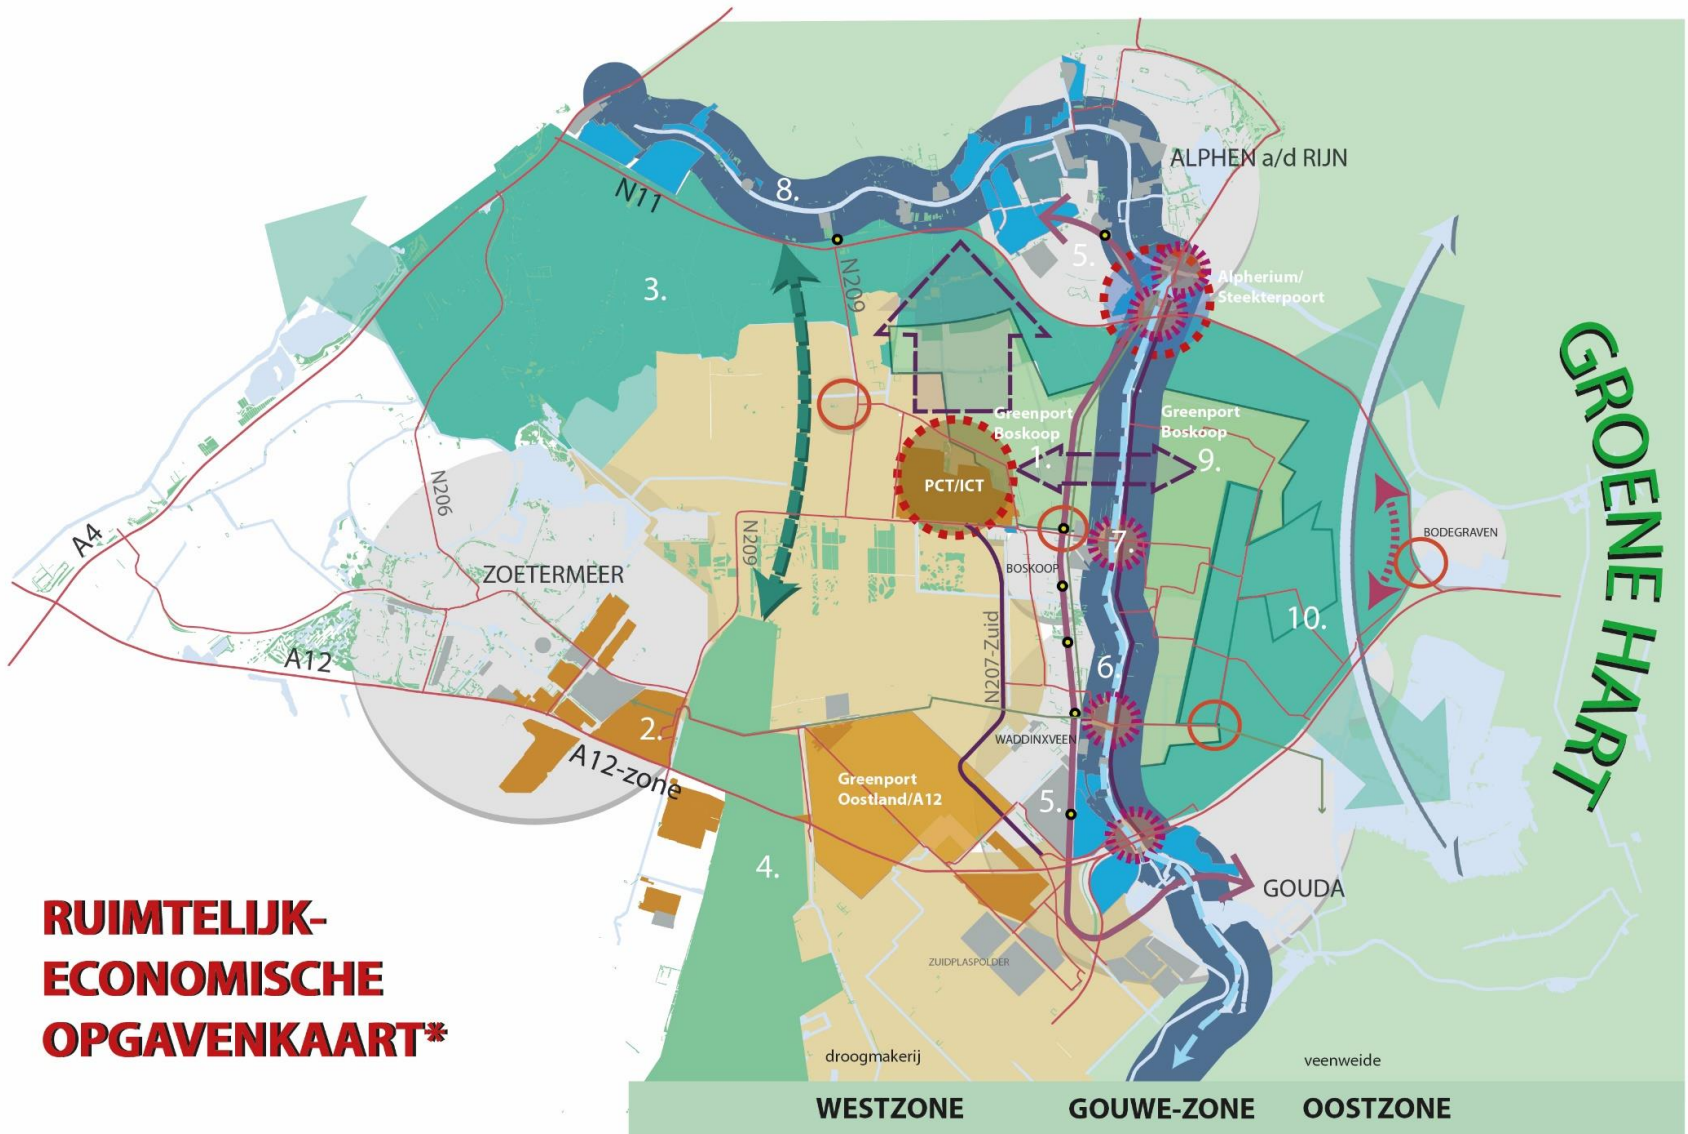 ALPHEN a/d RIJN
N11
8.
5.
3.
N209
Alpherium/
Steekterpoort
GROENE HART
Greenport
Boskoop
Greenport
Boskoop
1.
9.
PCT/ICT
N206
A4
N209
7.
BODEGRAVEN
BOSKOOP
ZOETERMEER
10.
A12
N207-Zuid
6.
2.
WADDINXVEEN
A12-zone
Greenport
Oostland/A12
5.
4.
GOUDA
RUIMTELIJK-
ECONOMISCHE
OPGAVENKAART*
ZUIDPLASPOLDER
droogmakerij
veenweide
WESTZONE
GOUWE-ZONE
OOSTZONE